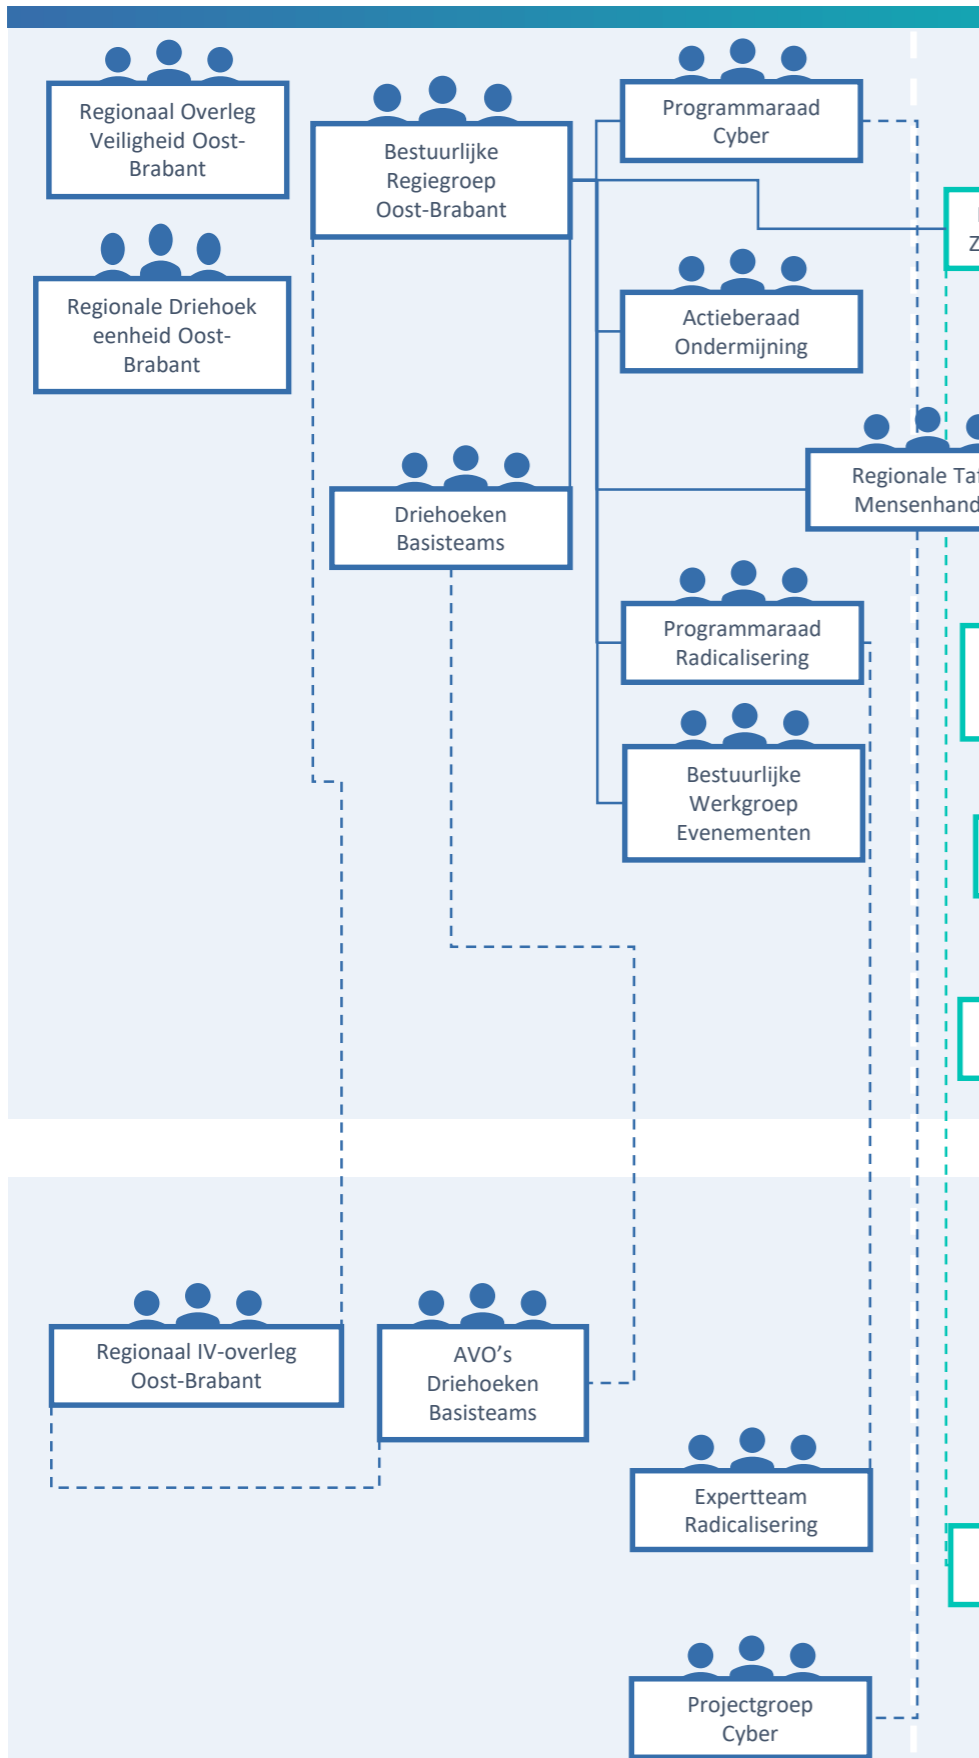 Regionaal Overleg
Veiligheid Oost-
Brabant
Bestuurlijke
Regiegroep
Oost-Brabant
Programmaraad
Cyber
Regionale Driehoek
eenheid Oost-
Brabant
Actieberaad
Ondermijning
Driehoeken
Basisteams
Regionale
Programmaraad
Radicalisering
Bestuurlijke
Werkgroep
Evenementen
Regionaal IV-overleg
Oost-Brabant
AVO's
Driehoeken
Basisteams
Expertteam
Radicalisering
Projectgroep
Cyber